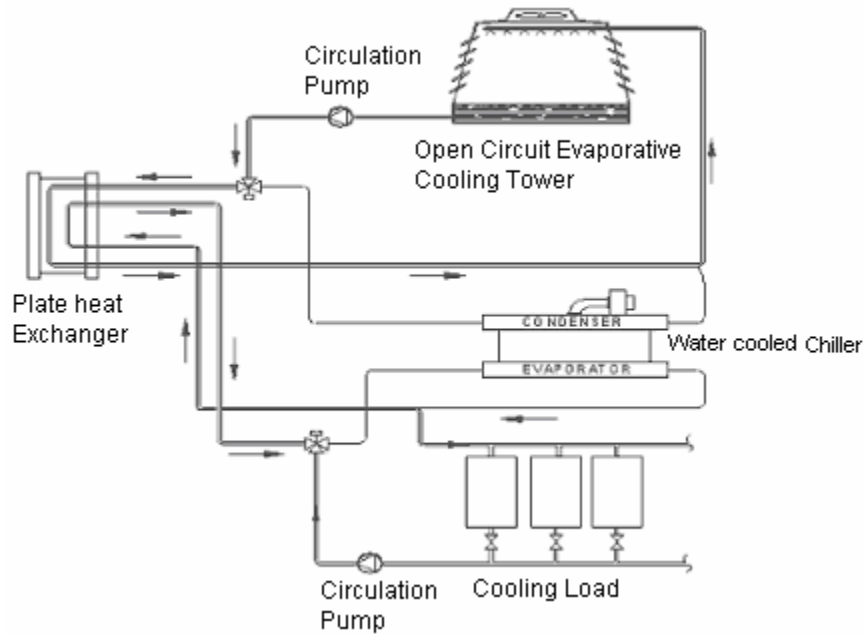 Circulation
Pump
Open Circuit Evaporative
Cooling Tower
Plate heat
Exchanger
CONDENSER
Water cooled Chiller
EVAPORATOR
Circulation
Pump
Cooling Load